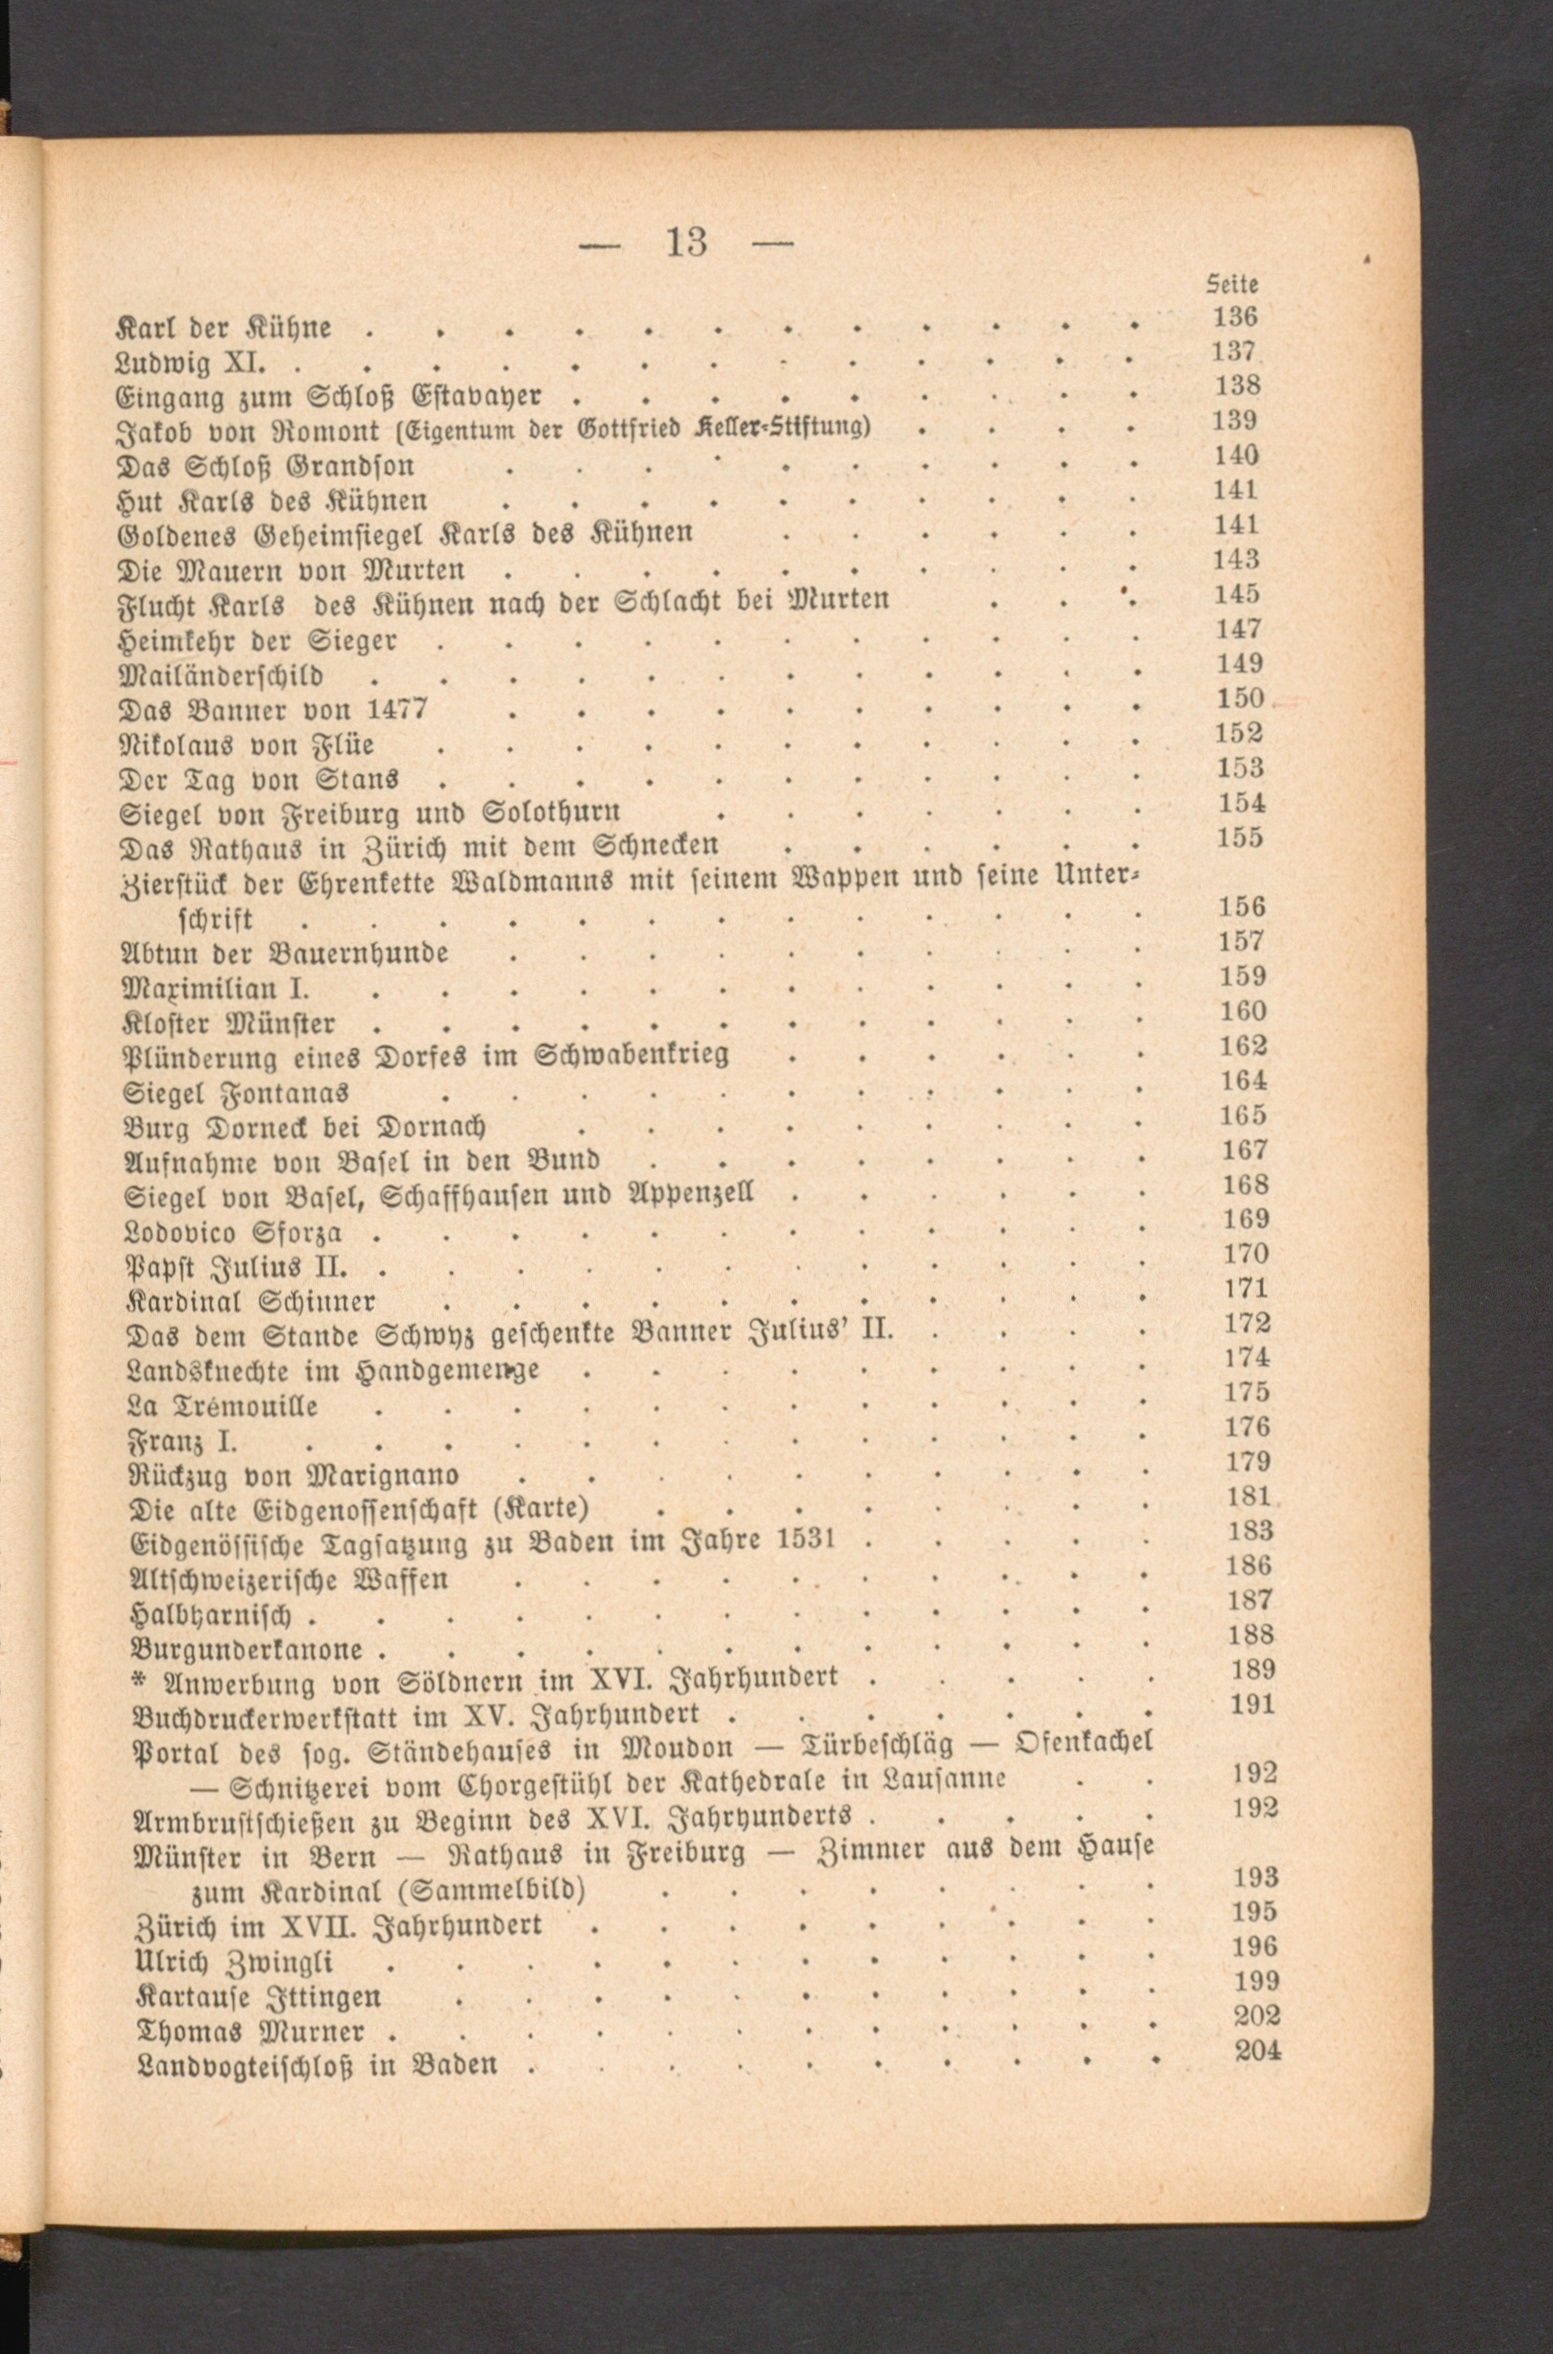 — 13 —
Seite
Karl der Kühne . . . . . . . . . . . . 136
Ludwig XI. . . . . . . . . . . . . . 137
Eingang zum Schloß Estavayer . . . . . . . . . 138
Jakob von Romont (Eigentum der Gottfried Keller-Stiftung) . . . . 139
Das Schloß Grandson . . . . . . . . . . 140
Hut Karls des Kühnen . . . . . . . . . . 141
Goldenes Geheimsiegel Karls des Kühnen . . . . . . 141
Die Mauern von Murten . . . . . . . . . . 143
Flucht Karls des Kühnen nach der Schlacht bei Murten . . . 145
Heimkehr der Sieger . . . . . . . . . . . 147
Mailänderschild . . . . . . . . . . . . 149
Das Banner von 1477 . . . . . . . . . . 150
Nikolaus von Flüe . . . . . . . . . . . 152
Der Tag von Stans . . . . . . . . . . . 153
Siegel von Freiburg und Solothurn . . . . . . . 154
Das Rathaus in Zürich mit dem Schnecken . . . . . . 155
Zierstück der Ehrenkette Waldmanns mit seinem Wappen und seine Unter-
schrift . . . . . . . . . . . . . 156
Abtun der Bauernhunde . . . . . . . . . . 157
Maximilian I. . . . . . . . . . . . . 159
Kloster Münster . . . . . . . . . . . . 160
Plünderung eines Dorfes im Schwabenkrieg . . . . . . 162
Siegel Fontanas . . . . . . . . . . . 164
Burg Dorneck bei Dornach . . . . . . . . . 165
Aufnahme von Basel in den Bund . . . . . . . . 167
Siegel von Basel, Schaffhausen und Appenzell . . . . . . 168
Lodovico Sforza . . . . . . . . . . . . 169
Papst Julius II. . . . . . . . . . . . . 170
Kardinal Schinner . . . . . . . . . . . 171
Das dem Stande Schwyz geschenkte Banner Julius' II. . . . . 172
Landsknechte im Handgemenge . . . . . . . . . 174
La Trémouille . . . . . . . . . . . . 175
Franz I. . . . . . . . . . . . . . 176
Rückzug von Marignano . . . . . . . . . . 179
Die alte Eidgenossenschaft (Karte) . . . . . . . . 181
Eidgenössische Tagsatzung zu Baden im Jahre 1531 . . . . . 183
Altschweizerische Waffen . . . . . . . . . . 186
Halbharnisch . . . . . . . . . . . . . 187
Burgunderkanone . . . . . . . . . . . . 188
* Anwerbung von Söldnern im XVI. Jahrhundert . . . . . 189
Buchdruckerwerkstatt im XV. Jahrhundert . . . . . . . 191
Portal des sog. Ständehauses in Moudon — Türbeschläg — Ofenkachel
— Schnitzerei vom Chorgestühl der Kathedrale in Lausanne . . 192
Armbrustschießen zu Beginn des XVI. Jahrhunderts . . . . . 192
Münster in Bern — Rathaus in Freiburg — Zimmer aus dem Hause
zum Kardinal (Sammelbild) . . . . . . . . 193
Zürich im XVII. Jahrhundert . . . . . . . . . 195
Ulrich Zwingli . . . . . . . . . . . . 196
Kartause Ittingen . . . . . . . . . . . 199
Thomas Murner . . . . . . . . . . . . 202
Landvogteischloß in Baden . . . . . . . . . . 204